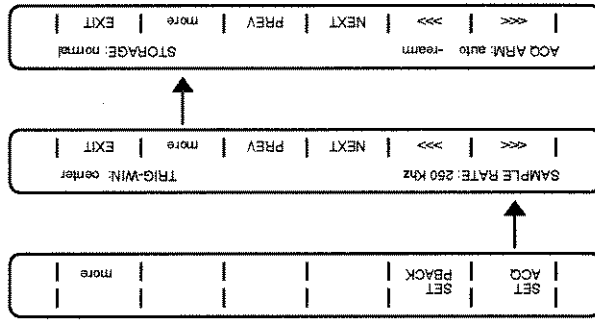 SET SET
ACQ PBACK more
SAMPLE RATE: 250 Khz TRIG-WIN: center
| <<< | >>> | NEXT | PREV | more | EXIT |
ACQ ARM: auto -rearm STORAGE: normal
| <<< | >>> | NEXT | PREV | more | EXIT |